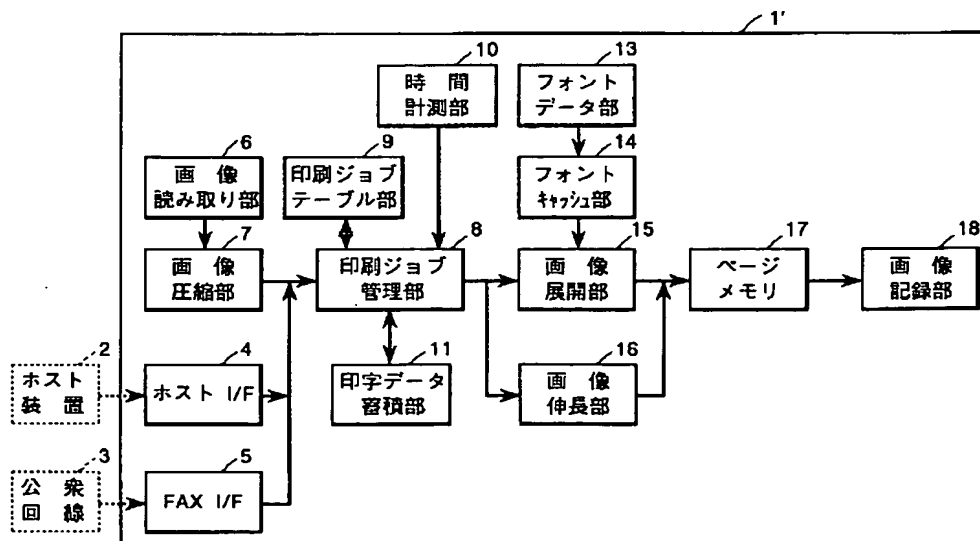 1′
10
時間
計測部
13
フォント
データ部
6
画像
読み取り部
9
印刷ジョブ
テーブル部
14
フォント
ｷｬｯｼｭ部
7
画像
圧縮部
8
印刷ジョブ
管理部
15
画像
展開部
17
ページ
メモリ
18
画像
記録部
2
ホスト
装置
4
ホスト I/F
11
印字データ
蓄積部
16
画像
伸長部
3
公衆
回線
5
FAX I/F